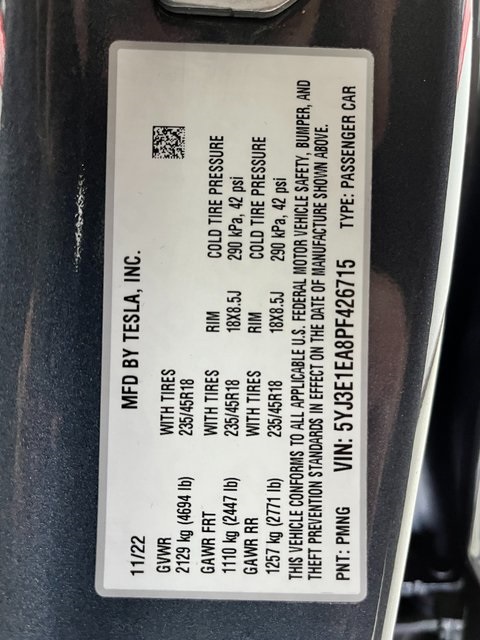 11/22 MFD BY TESLA, INC.
GVWR WITH TIRES
2129 kg (4694 lb) 235/45R18
GAWR FRT WITH TIRES RIM COLD TIRE PRESSURE
1110 kg (2447 lb) 235/45R18 18X8.5J 290 kPa, 42 psi
GAWR RR WITH TIRES RIM COLD TIRE PRESSURE
1257 kg (2771 lb) 235/45R18 18X8.5J 290 kPa, 42 psi
THIS VEHICLE CONFORMS TO ALL APPLICABLE U.S. FEDERAL MOTOR VEHICLE SAFETY, BUMPER, AND
THEFT PREVENTION STANDARDS IN EFFECT ON THE DATE OF MANUFACTURE SHOWN ABOVE.
PNT: PMNG VIN: 5YJ3E1EA8PF426715 TYPE: PASSENGER CAR